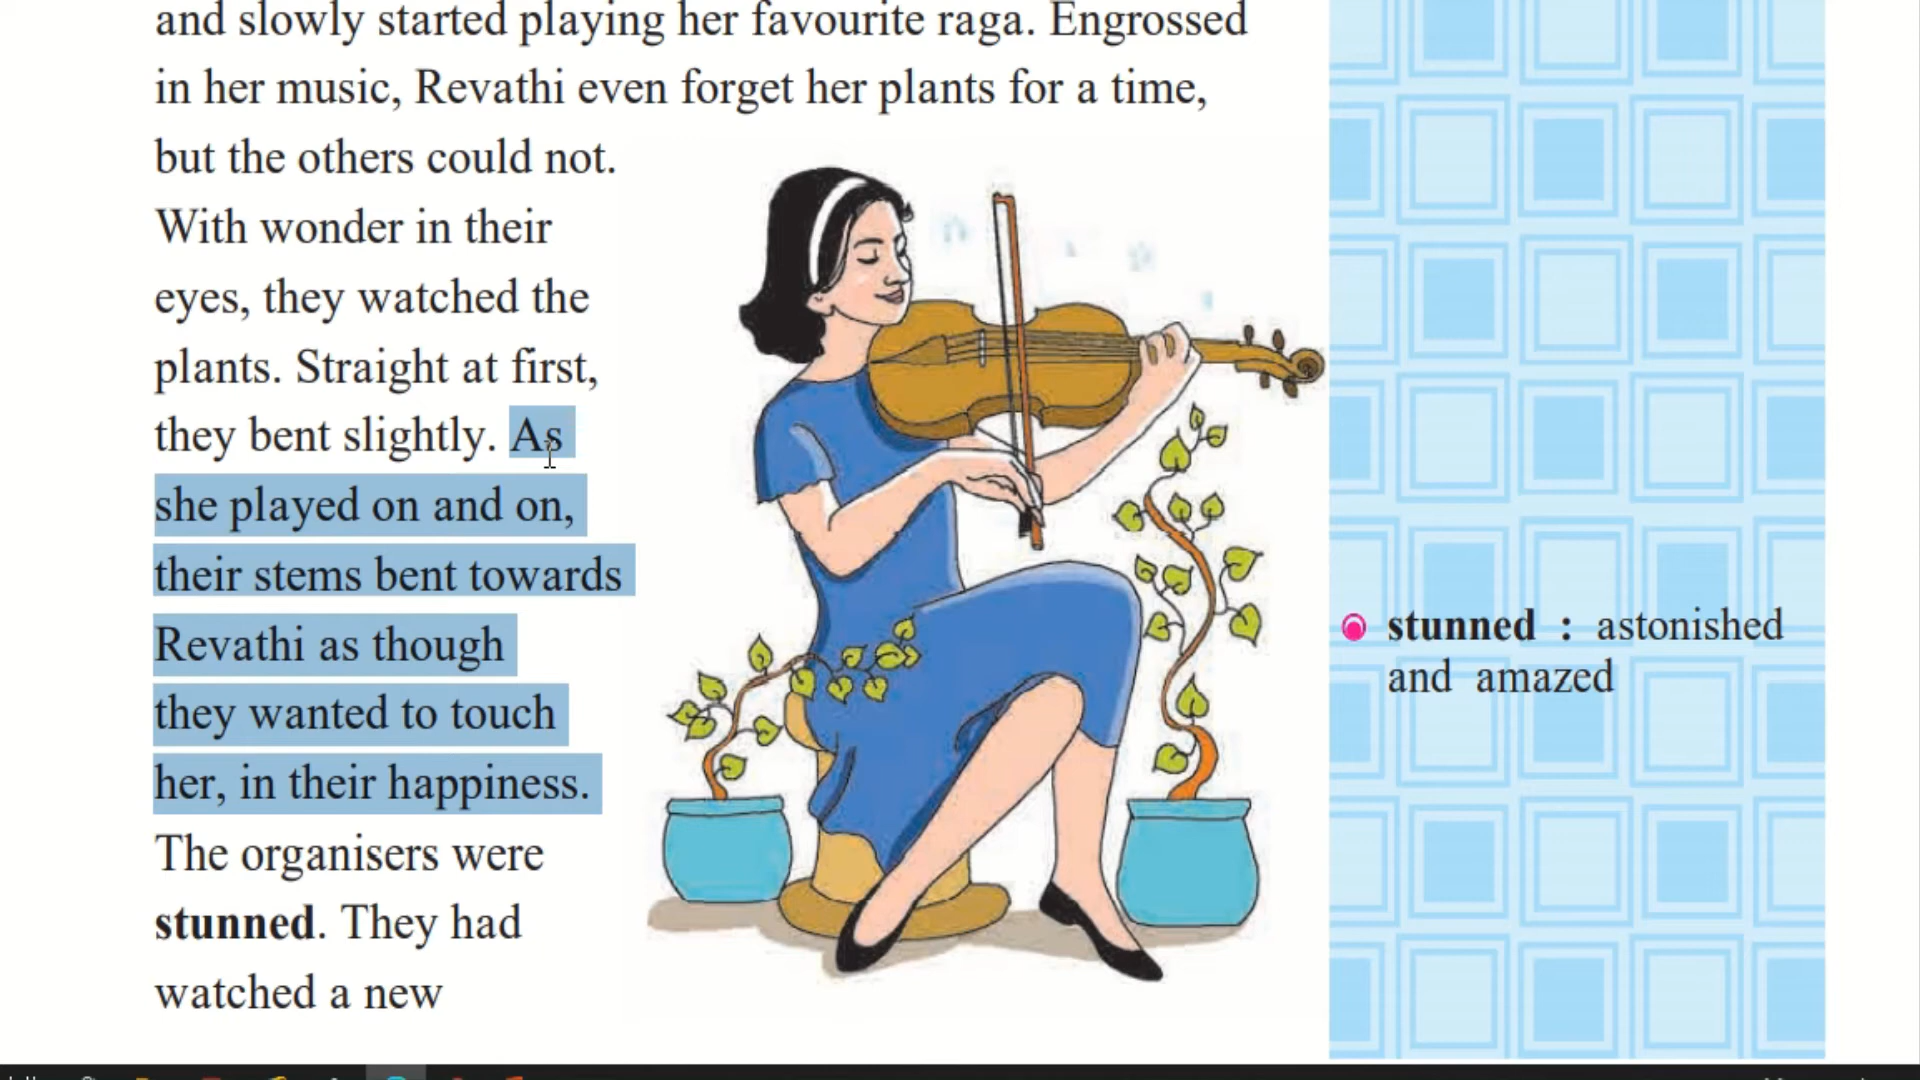 and slowly started playing her favourite raga. Engrossed
in her music, Revathi even forget her plants for a time,
but the others could not.
With wonder in their
eyes, they watched the
plants. Straight at first,
they bent slightly. As
she played on and on,
their stems bent towards
Revathi as though
they wanted to touch
her, in their happiness.
The organisers were
stunned. They had
watched a new
stunned : astonished
and amazed